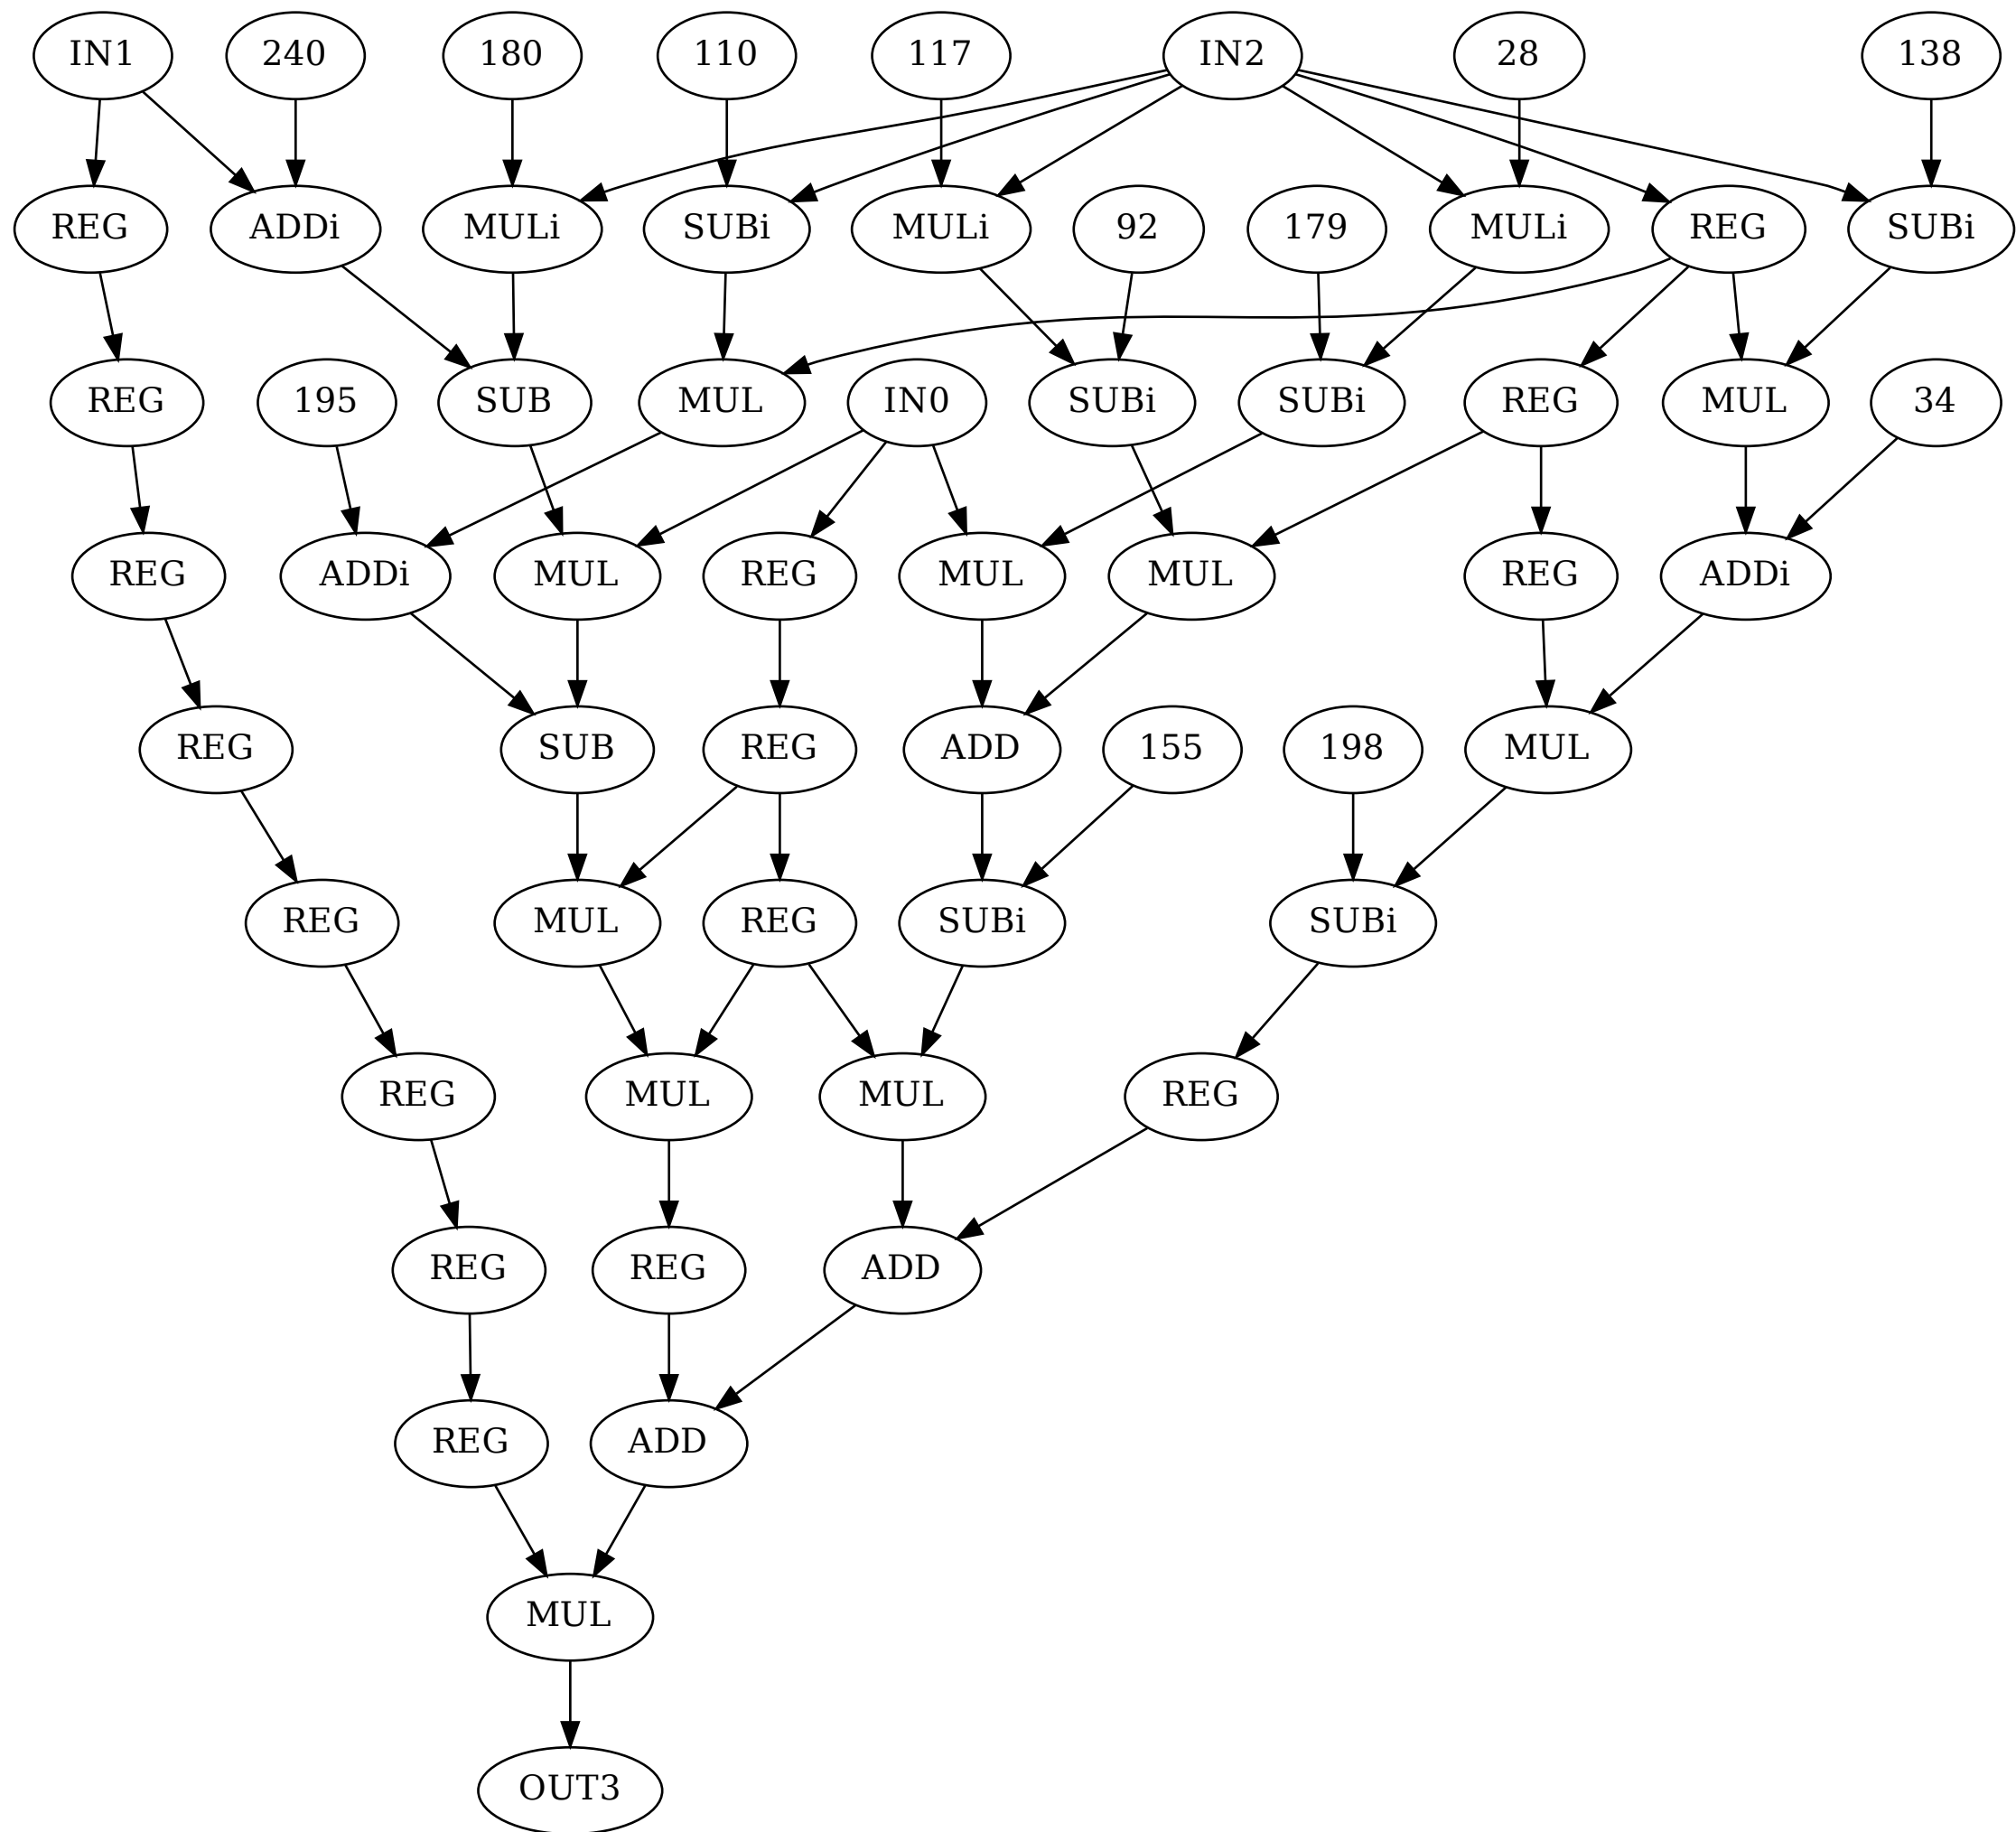 IN1 240 180 110 117 IN2 28 138
REG ADDi MULi SUBi MULi 92 179 MULi REG SUBi
REG 195 SUB MUL IN0 SUBi SUBi REG MUL 34
REG ADDi MUL REG MUL MUL REG ADDi
REG SUB REG ADD 155 198 MUL
REG MUL REG SUBi SUBi
REG MUL MUL REG
REG REG ADD
REG ADD
MUL
OUT3